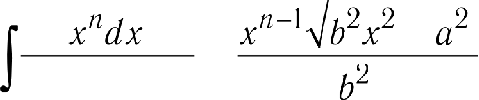 ∫ xⁿdx / xⁿ⁻¹√b²x² a² / b²